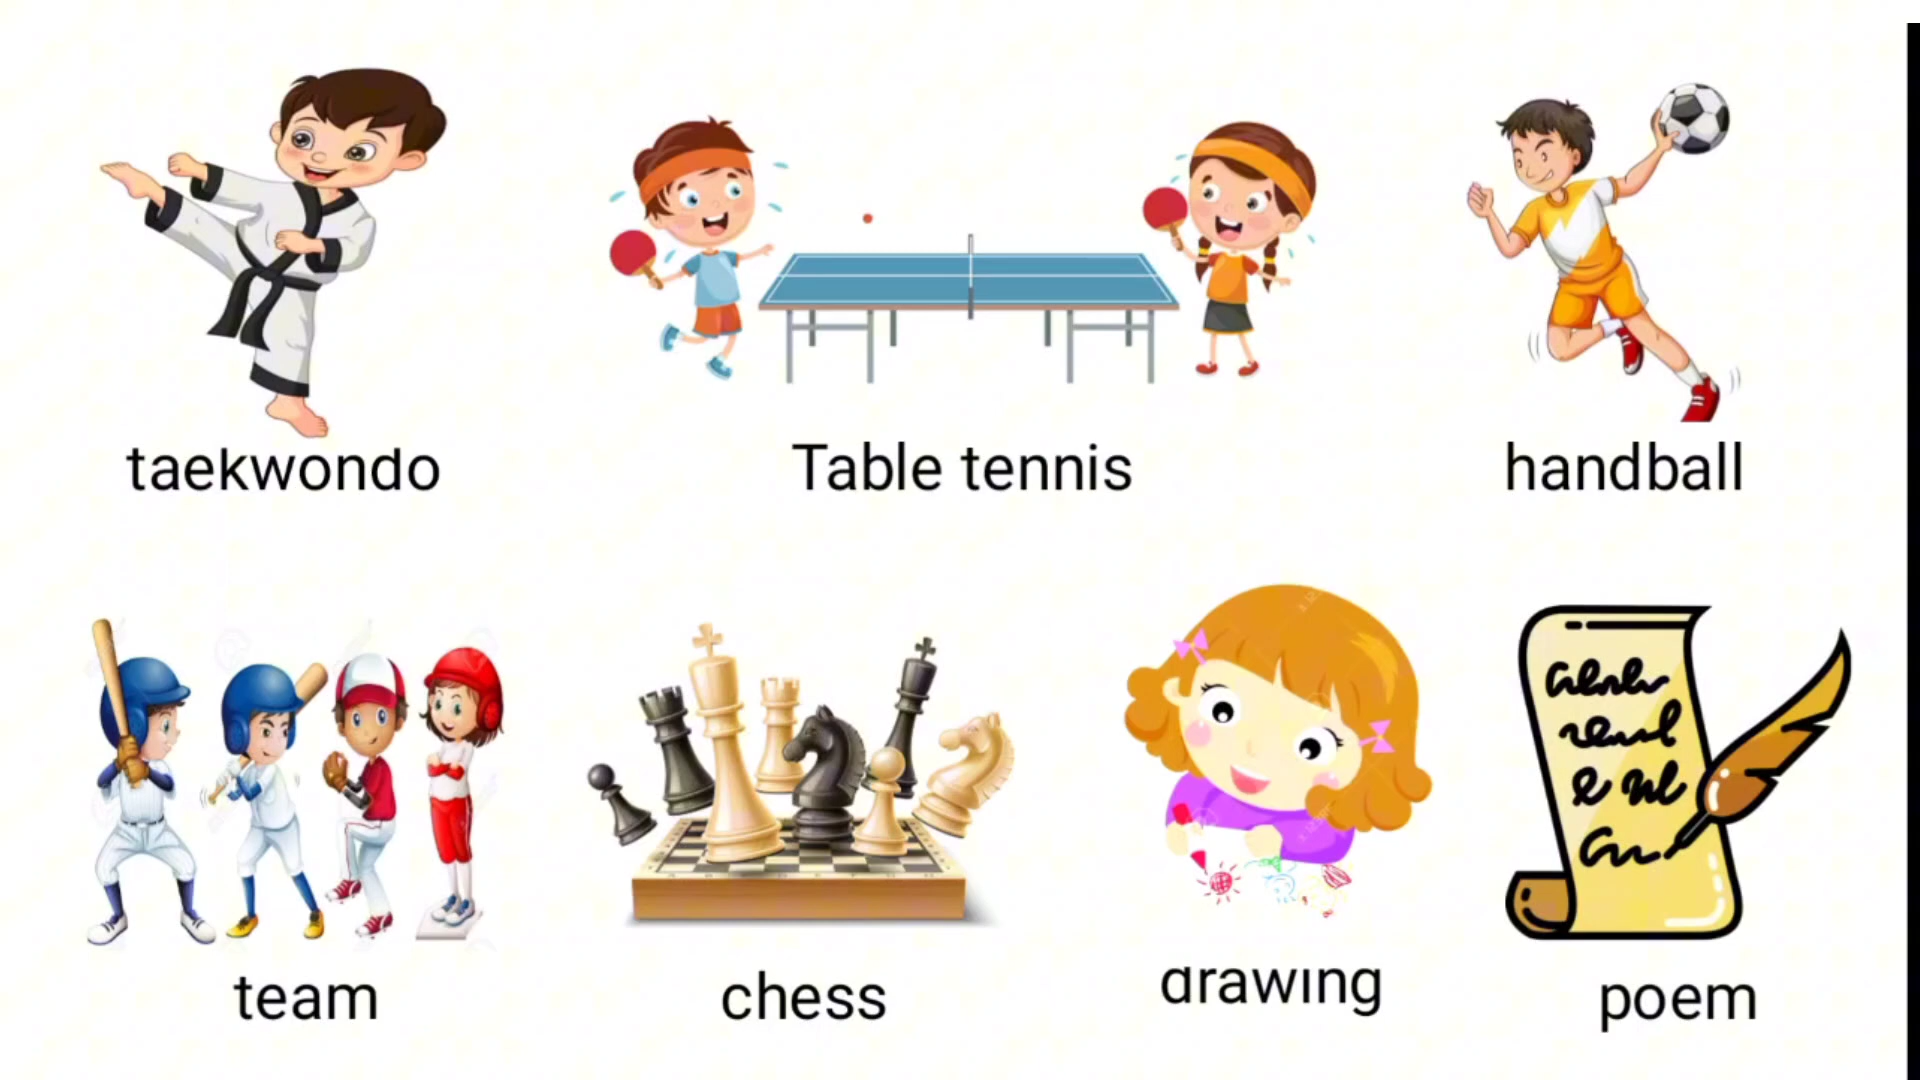 taekwondo
Table tennis
handball
team
chess
drawing
poem